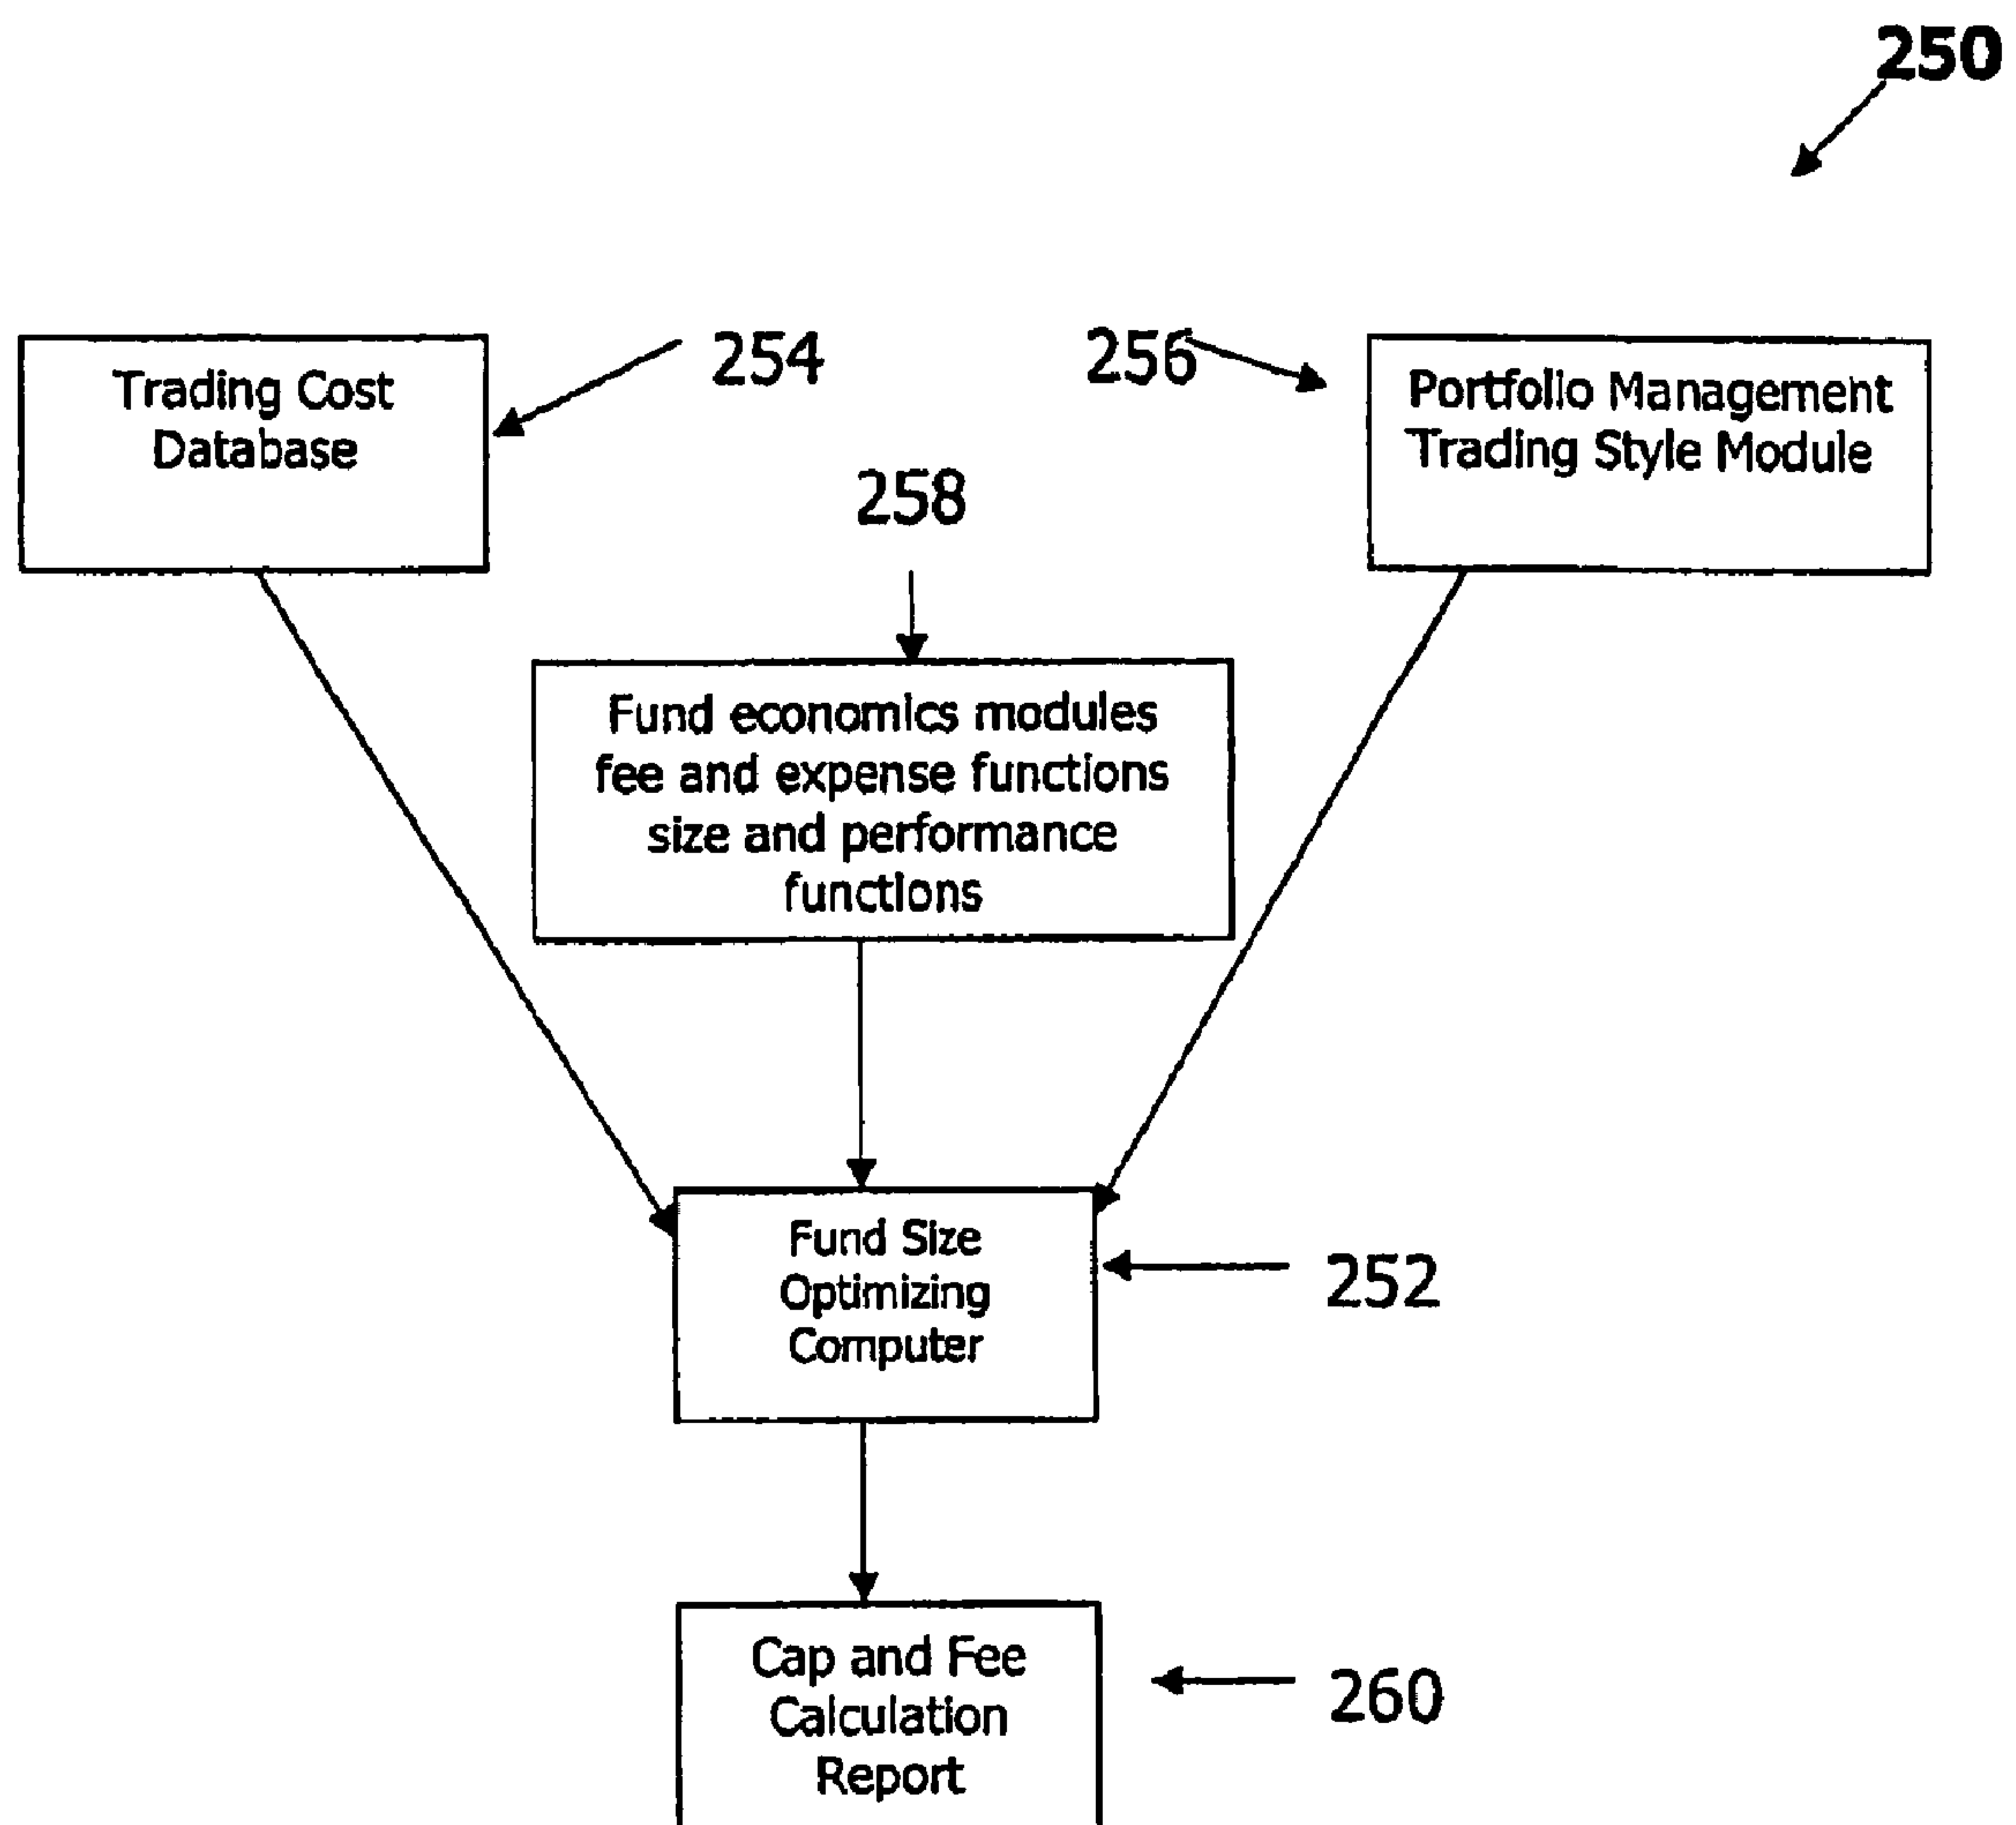 250
Trading Cost
Database
254
256
Portfolio Management
Trading Style Module
258
Fund economics modules
fee and expense functions
size and performance
functions
Fund Size
Optimizing
Computer
252
Cap and Fee
Calculation
Report
260